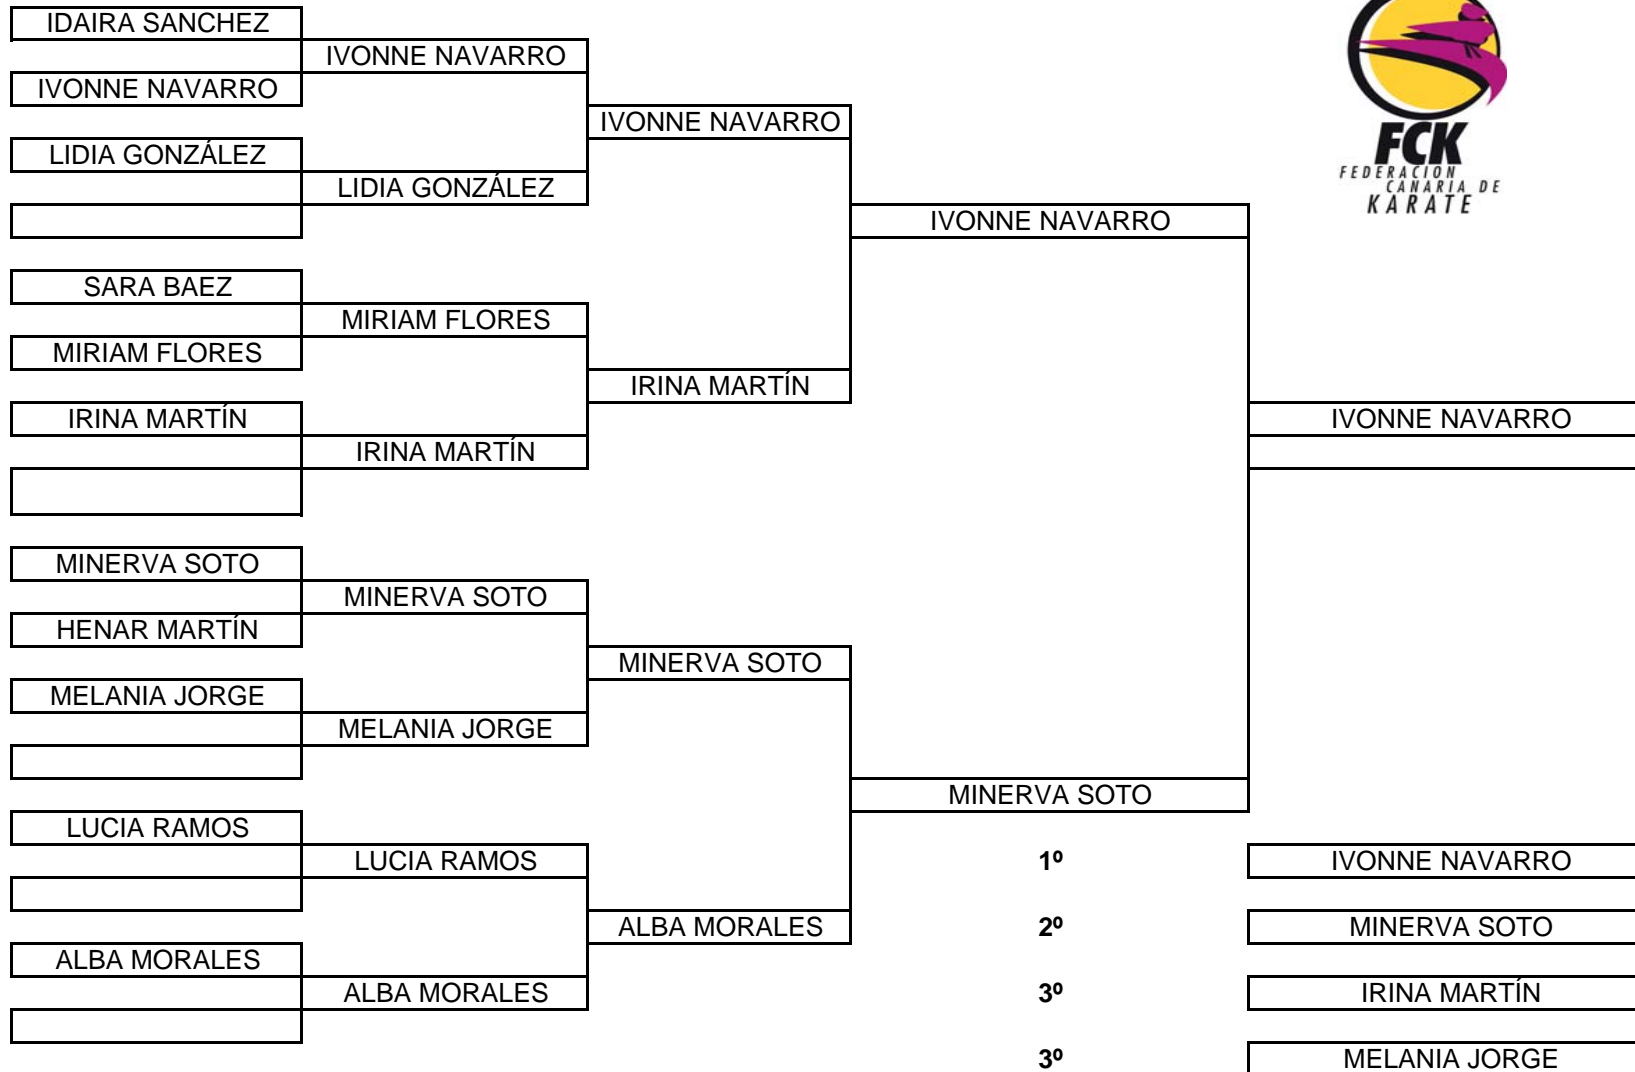 IDAIRA SANCHEZ
IVONNE NAVARRO
IVONNE NAVARRO
IVONNE NAVARRO
LIDIA GONZÁLEZ
LIDIA GONZÁLEZ
FCK
FEDERACION
CANARIA DE
KARATE
IVONNE NAVARRO
SARA BAEZ
MIRIAM FLORES
MIRIAM FLORES
IRINA MARTÍN
IRINA MARTÍN
IVONNE NAVARRO
IRINA MARTÍN
MINERVA SOTO
MINERVA SOTO
HENAR MARTÍN
MINERVA SOTO
MELANIA JORGE
MELANIA JORGE
MINERVA SOTO
LUCIA RAMOS
LUCIA RAMOS
1º IVONNE NAVARRO
ALBA MORALES
2º MINERVA SOTO
ALBA MORALES
ALBA MORALES
3º IRINA MARTÍN
3º MELANIA JORGE